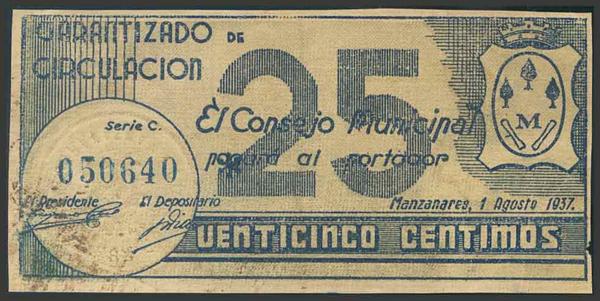 GARANTIZADO DE
CIRCULACION
25
Serie C.
El Consejo Municipal
pagará al portador
M
050640
El Presidente
El Depositario
Manzanares, 1 Agosto 1937.
VENTICINCO CENTIMOS